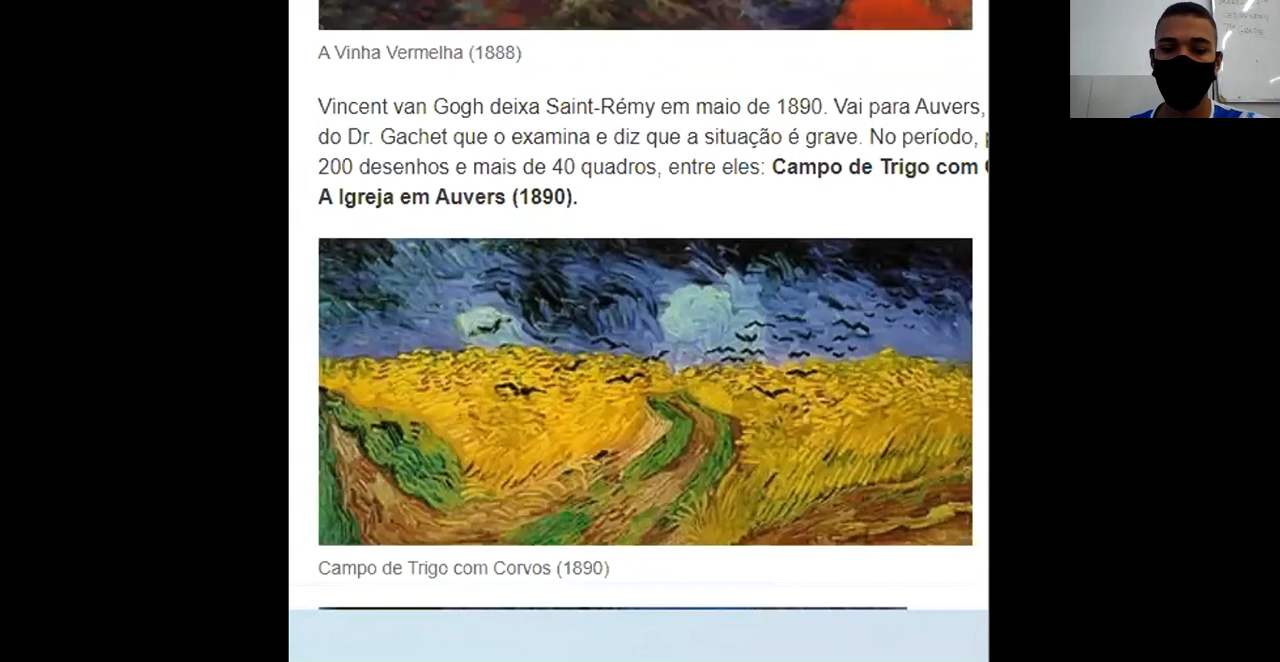 A Vinha Vermelha (1888)
Vincent van Gogh deixa Saint-Rémy em maio de 1890. Vai para Auvers,
do Dr. Gachet que o examina e diz que a situação é grave. No período,
200 desenhos e mais de 40 quadros, entre eles: Campo de Trigo com
A Igreja em Auvers (1890).
Campo de Trigo com Corvos (1890)